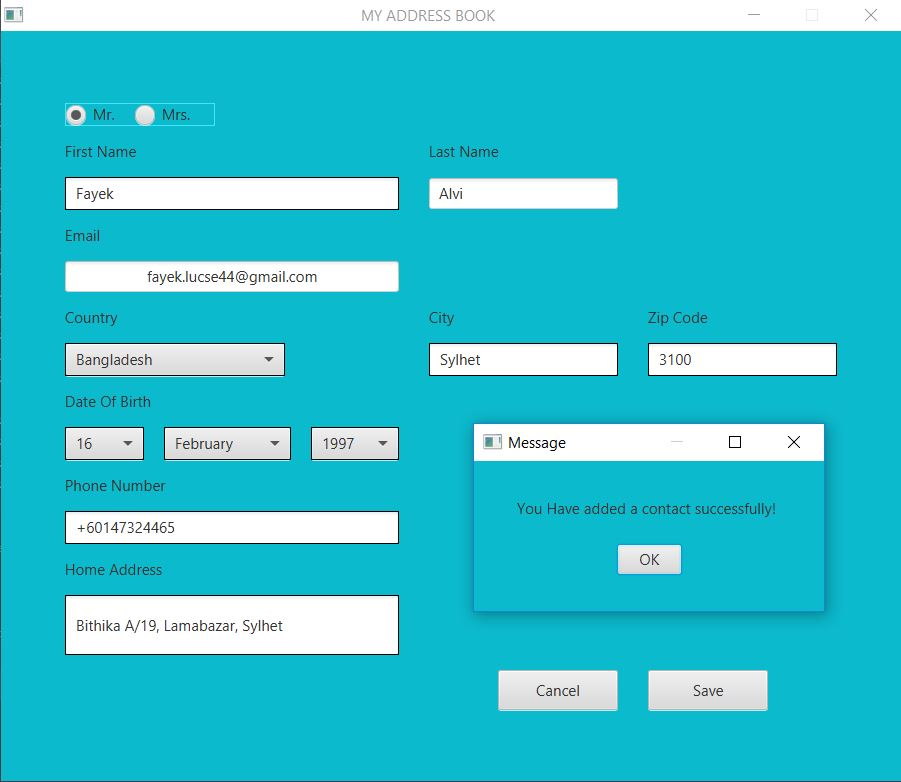 MY ADDRESS BOOK
Mr. Mrs.
First Name Last Name
Fayek Alvi
Email
fayek.lucse44@gmail.com
Country City Zip Code
Bangladesh Sylhet 3100
Date Of Birth
16 February 1997
Message
Phone Number
You Have added a contact successfully!
+60147324465
OK
Home Address
Bithika A/19, Lamabazar, Sylhet
Cancel Save